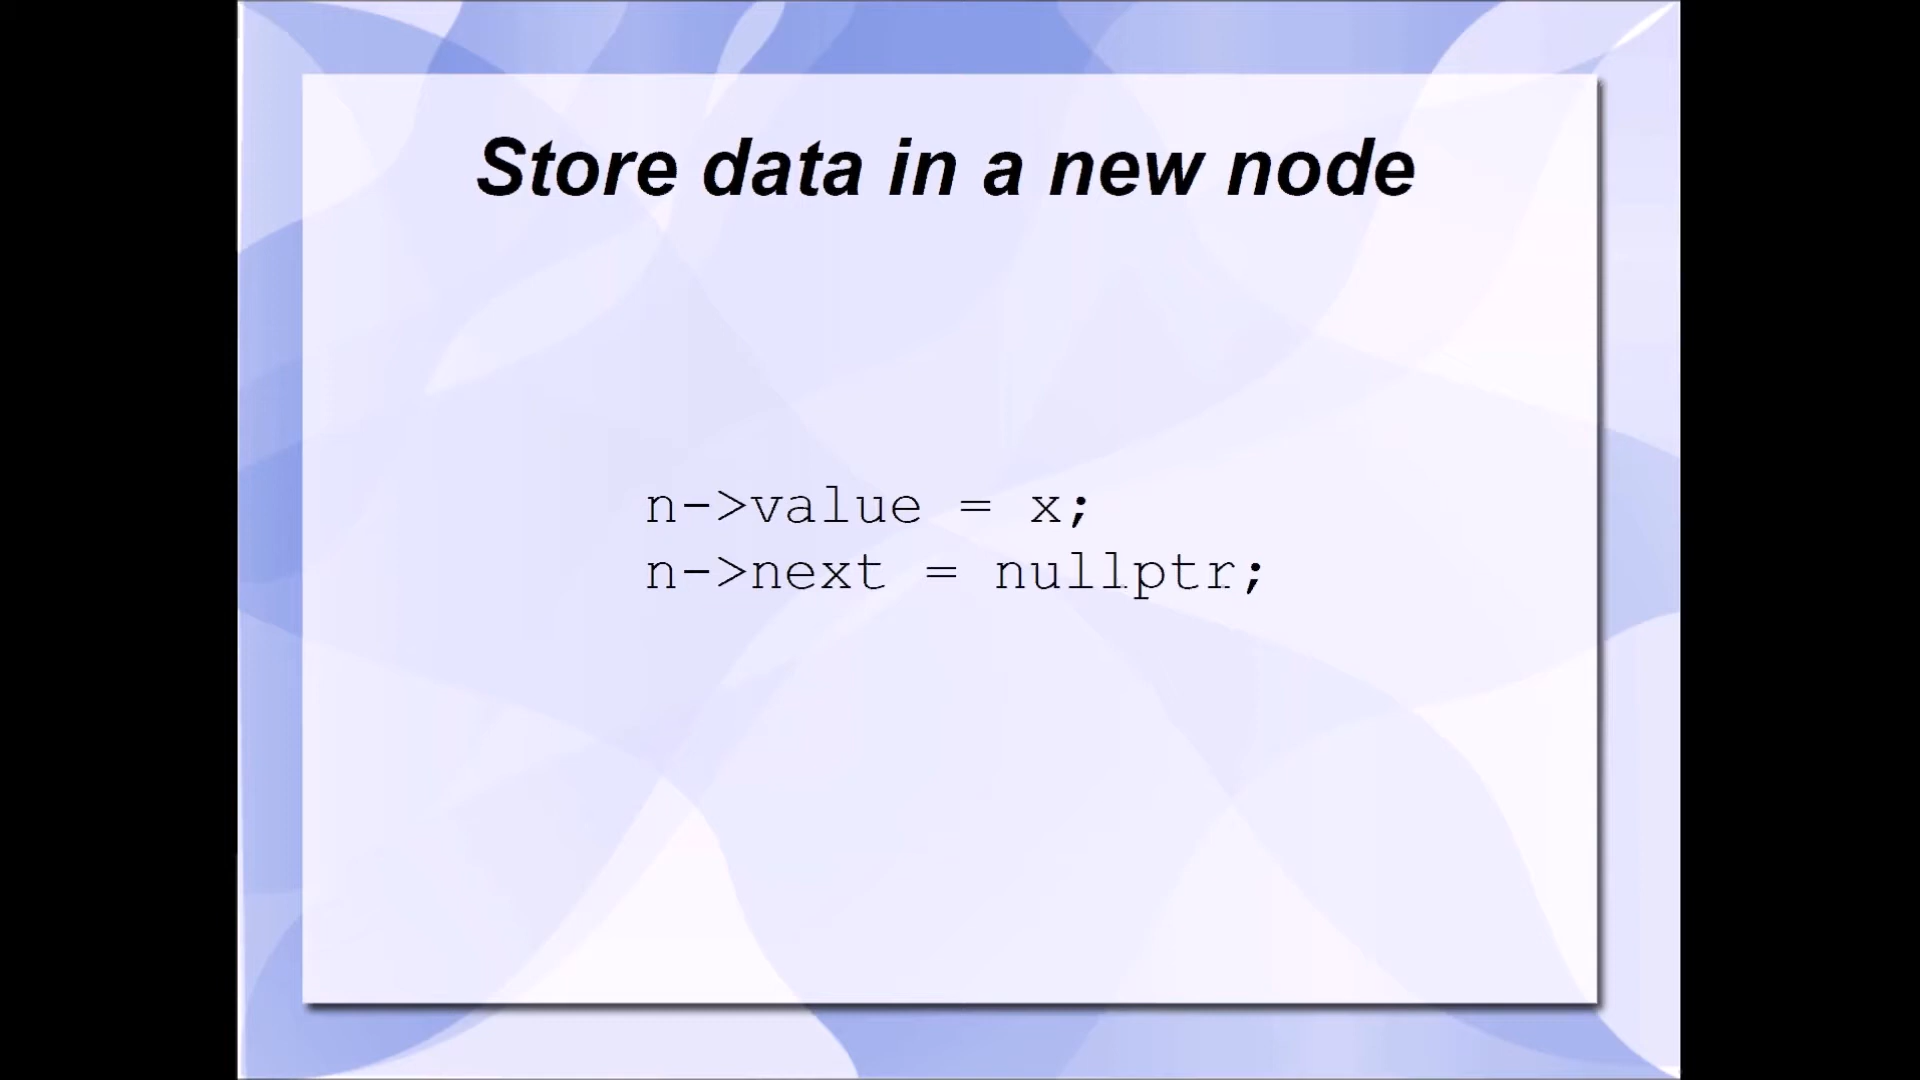 Store data in a new node
n->value = x;
n->next = nullptr;